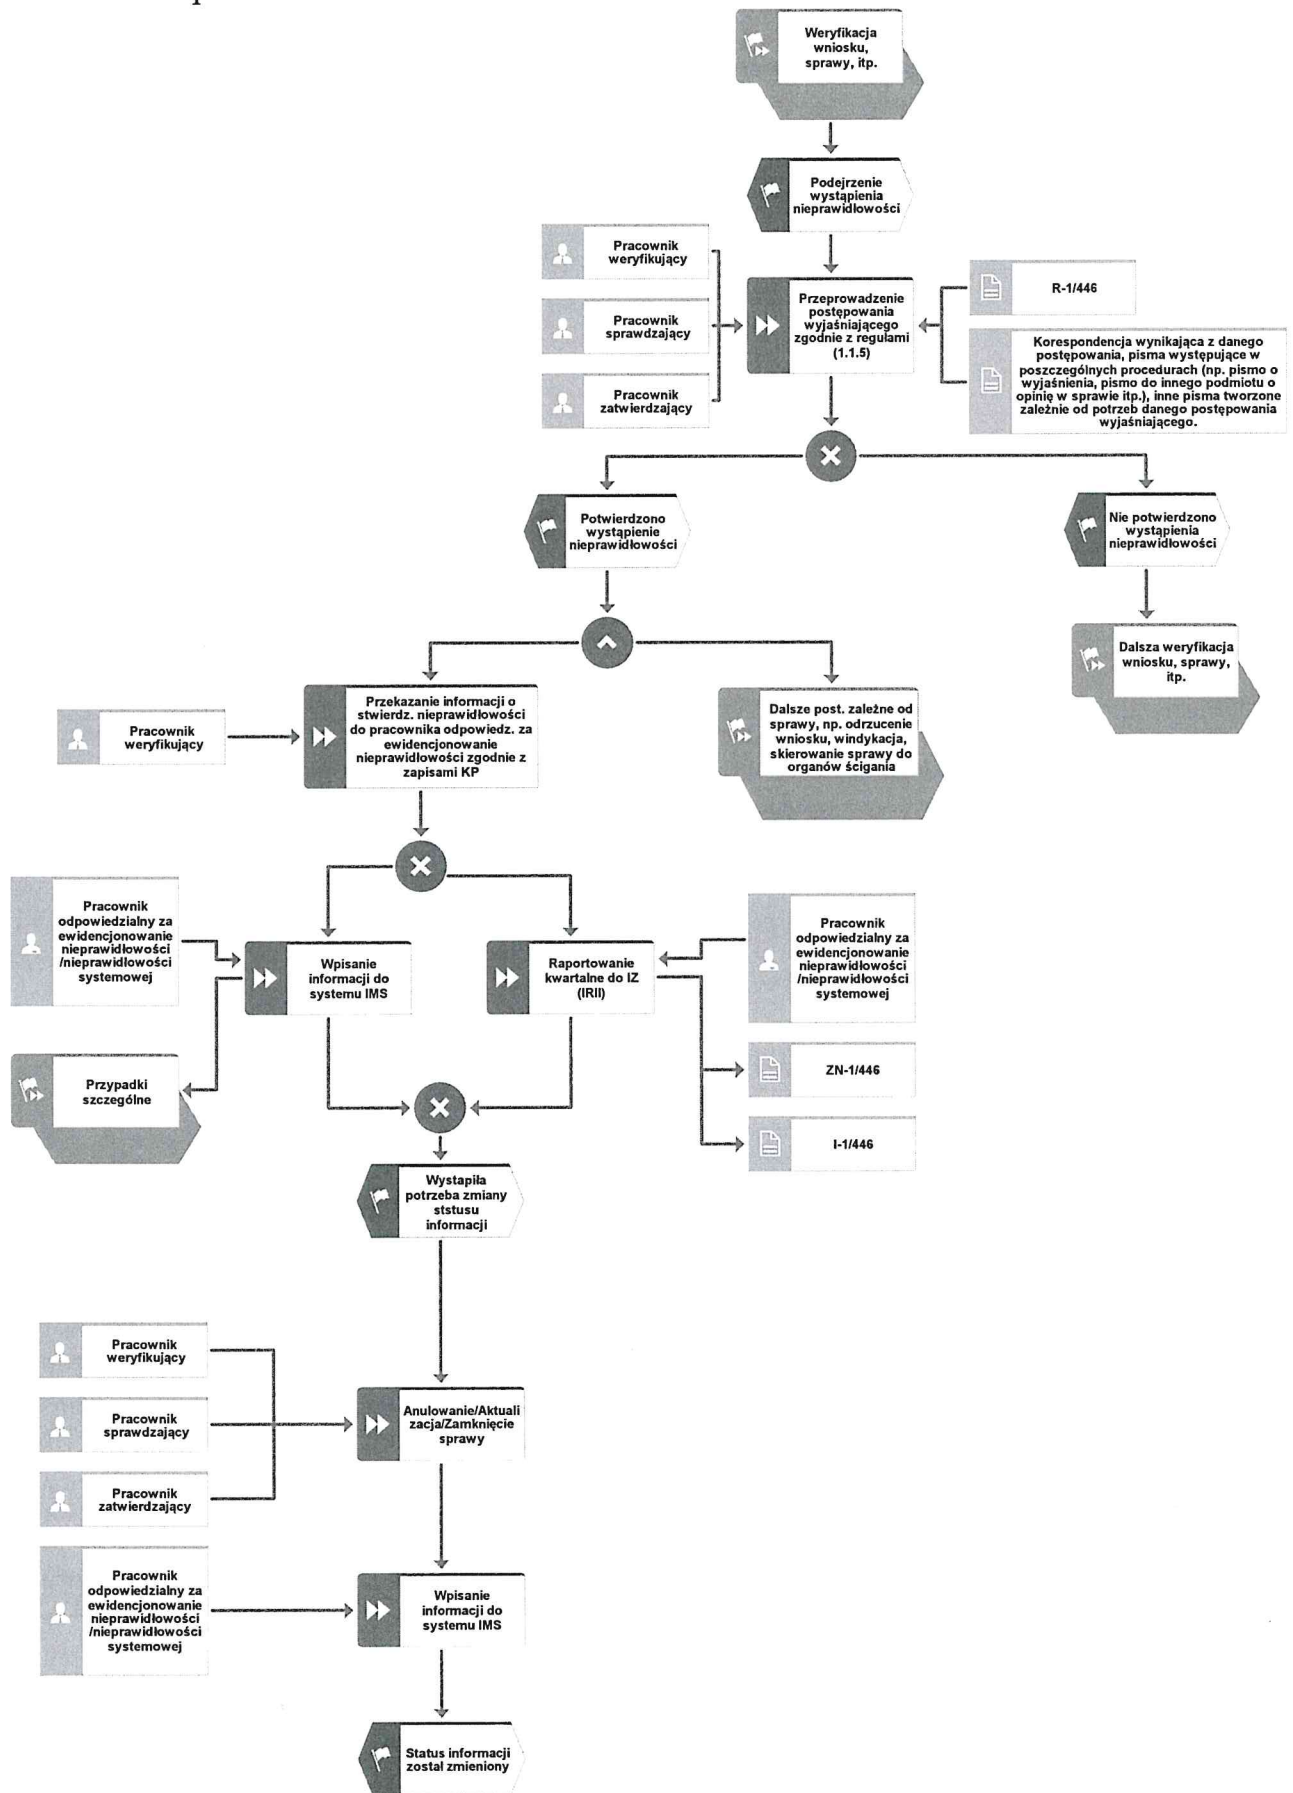 Weryfikacja
wniosku,
sprawy, itp.
Podejrzenie
wystąpienia
nieprawidłowości
Pracownik
weryfikujący
Pracownik
sprawdzający
Pracownik
zatwierdzający
Przeprowadzenie
postępowania
wyjaśniającego
zgodnie z regułami
(1.1.5)
R-1/446
Korespondencja wynikająca z danego
postępowania, pisma występujące w
poszczególnych procedurach (np. pismo o
wyjaśnienia, pismo do innego podmiotu o
opinię w sprawie itp.), inne pisma tworzone
zależnie od potrzeb danego postępowania
wyjaśniającego.
Potwierdzono
wystąpienie
nieprawidłowości
Nie potwierdzono
wystąpienia
nieprawidłowości
Dalsza weryfikacja
wniosku, sprawy,
itp.
Pracownik
weryfikujący
Przekazanie informacji o
stwierdz. nieprawidłowości
do pracownika odpowiedz. za
ewidencjonowanie
nieprawidłowości zgodnie z
zapisami KP
Dalsze post. zależne od
sprawy, np. odrzucenie
wniosku, windykacja,
skierowanie sprawy do
organów ścigania
Pracownik
odpowiedzialny za
ewidencjonowanie
nieprawidłowości
/nieprawidłowości
systemowej
Wpisanie
informacji do
systemu IMS
Raportowanie
kwartalne do IZ
(IRII)
Pracownik
odpowiedzialny za
ewidencjonowanie
nieprawidłowości
/nieprawidłowości
systemowej
Przypadki
szczególne
ZN-1/446
I-1/446
Wystapiła
potrzeba zmiany
ststusu
informacji
Pracownik
weryfikujący
Pracownik
sprawdzający
Pracownik
zatwierdzający
Anulowanie/Aktuali
zacja/Zamknięcie
sprawy
Pracownik
odpowiedzialny za
ewidencjonowanie
nieprawidłowości
/nieprawidłowości
systemowej
Wpisanie
informacji do
systemu IMS
Status informacji
został zmieniony